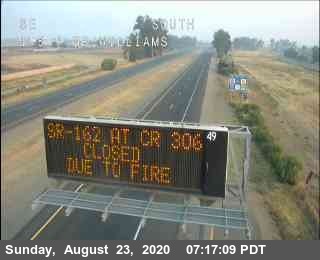 SE SOUTH
WILLIAMS
SR-162 AT CR 306
CLOSED
DUE TO FIRE
49
Sunday, August 23, 2020 07:17:09 PDT